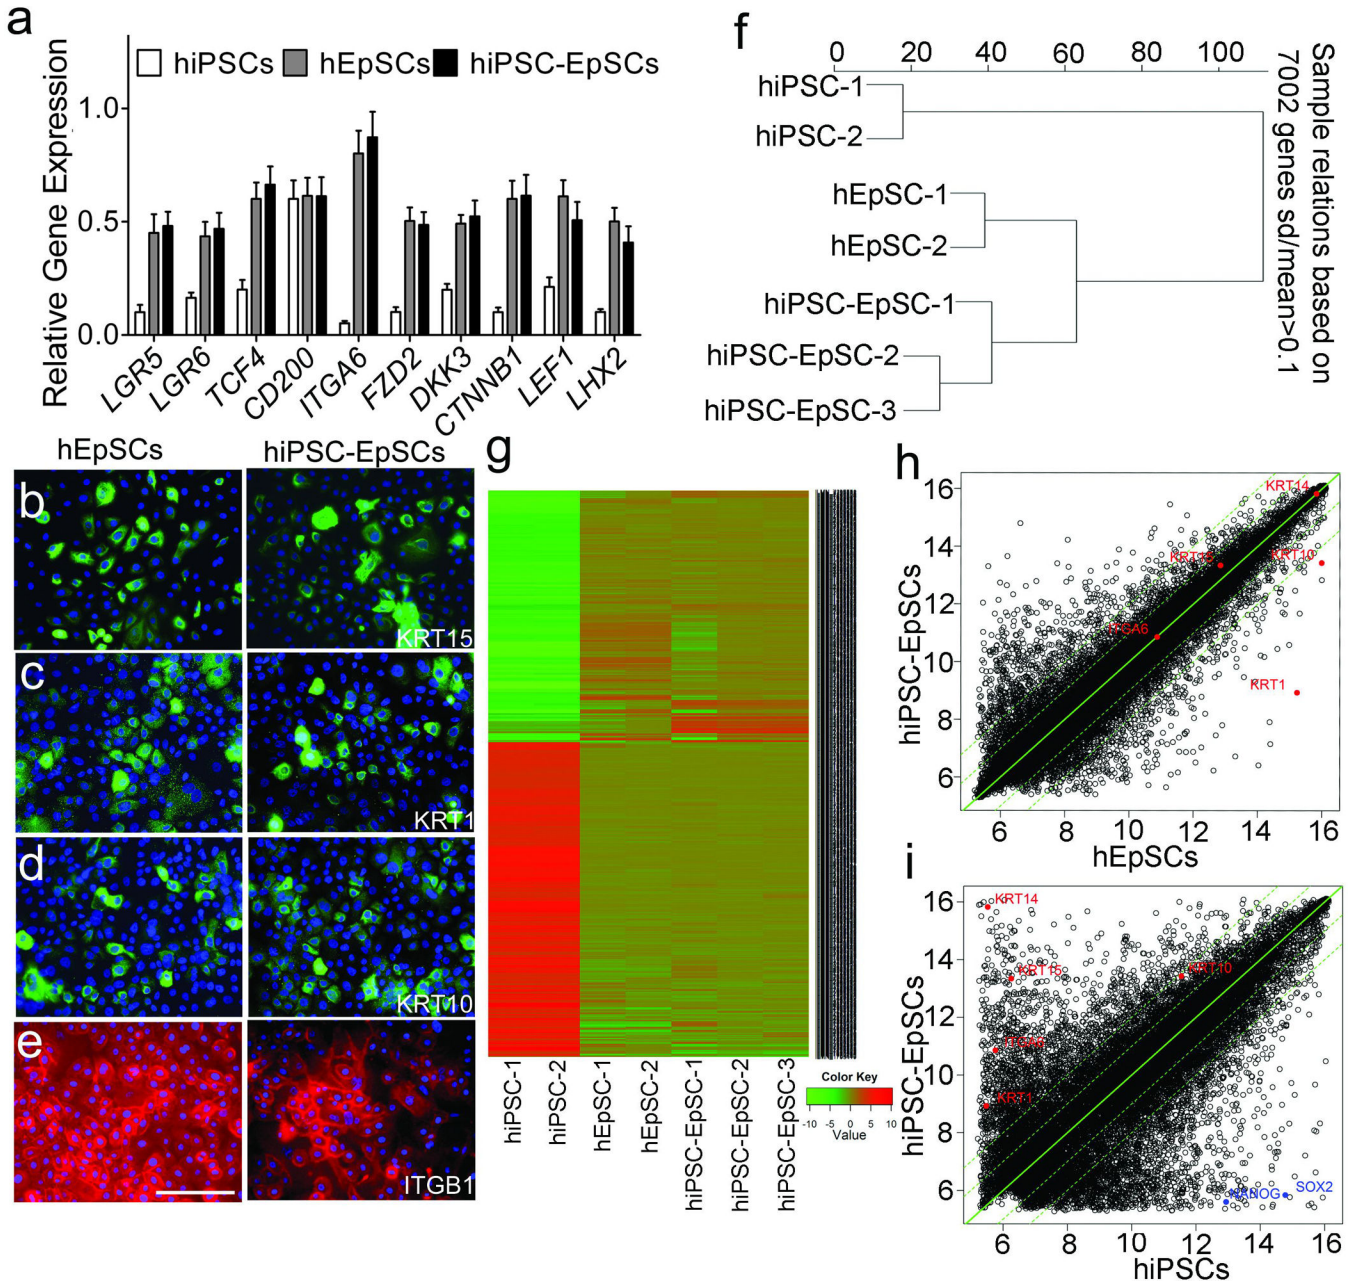 a
hiPSCs hEpSCs hiPSC-EpSCs
Relative Gene Expression
1.0
0.5
0.0
LGR5 LGR6 TCF4 CD200 ITGA6 FZD2 DKK3 CTNNB1 LEF1 LHX2
f
0 20 40 60 80 100
hiPSC-1
hiPSC-2
hEpSC-1
hEpSC-2
hiPSC-EpSC-1
hiPSC-EpSC-2
hiPSC-EpSC-3
Sample relations based on
7002 genes sd/mean>0.1
hEpSCs hiPSC-EpSCs
b
KRT15
c
KRT1
d
KRT10
e
ITGB1
g
hiPSC-1 hiPSC-2 hEpSC-1 hEpSC-2 hiPSC-EpSC-1 hiPSC-EpSC-2 hiPSC-EpSC-3
Color Key
-10 -5 0 5 10
Value
h
hiPSC-EpSCs
16
14
12
10
8
6
KRT14
KRT15
KRT10
ITGA6
KRT1
6 8 10 12 14 16
hEpSCs
i
hiPSC-EpSCs
16
14
12
10
8
6
KRT14
KRT15
KRT10
ITGA6
KRT1
NANOG
SOX2
6 8 10 12 14 16
hiPSCs